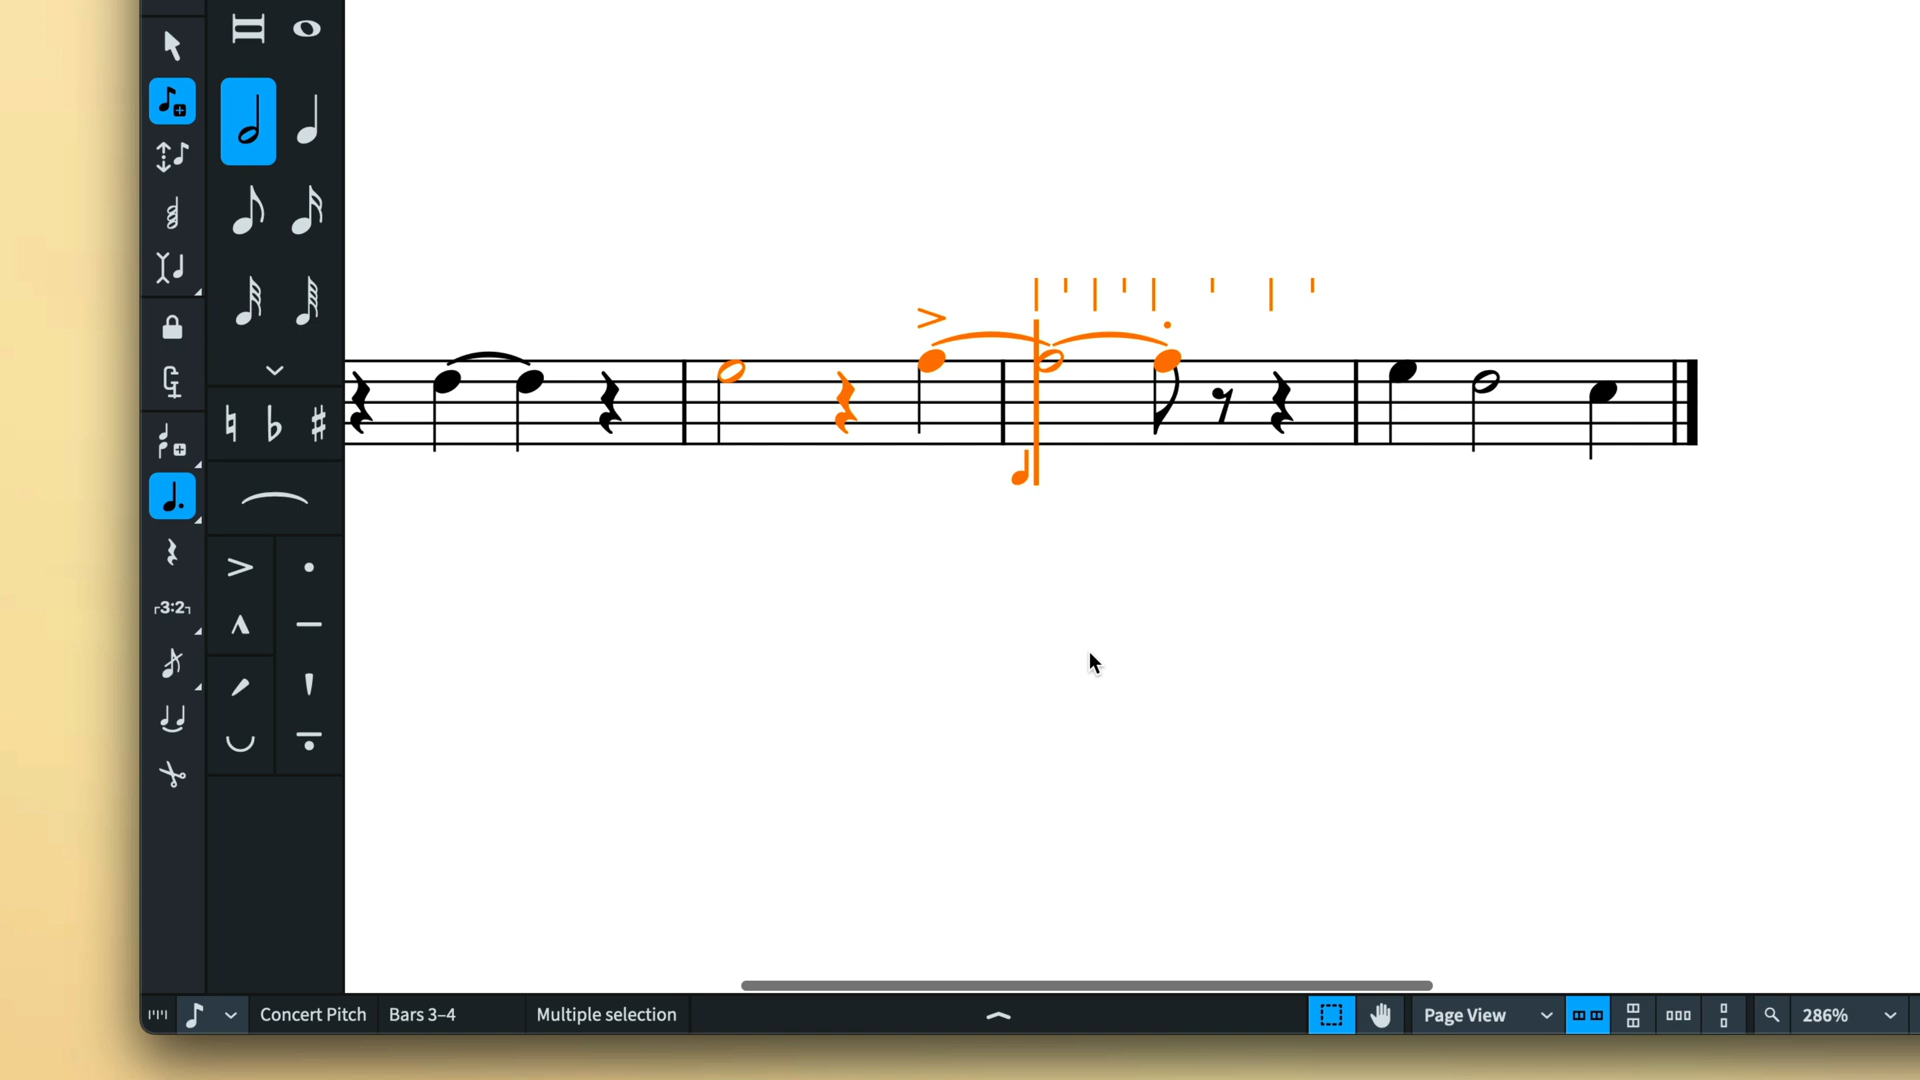 3:2
Concert Pitch
Bars 3–4
Multiple selection
Page View
286%